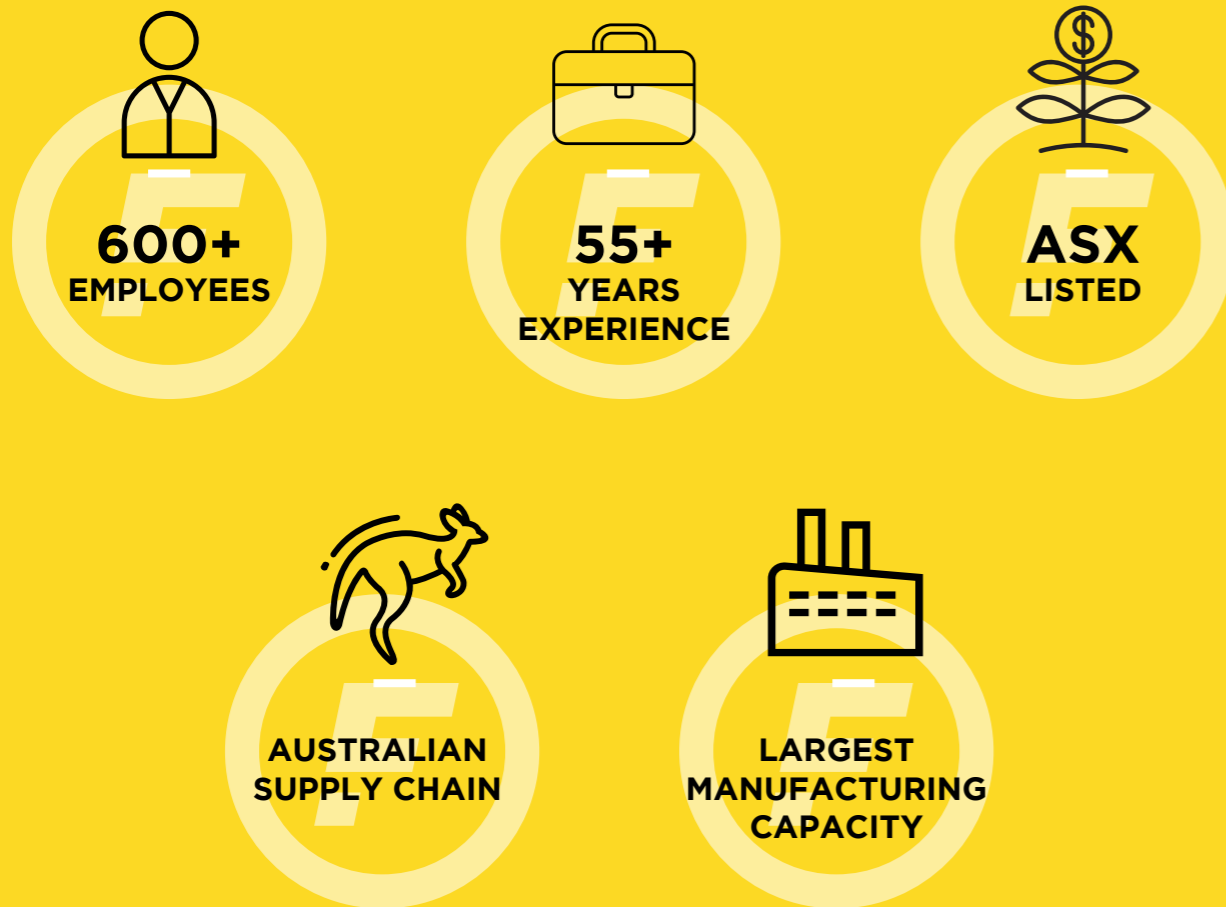 600+
EMPLOYEES
55+
YEARS
EXPERIENCE
ASX
LISTED
AUSTRALIAN
SUPPLY CHAIN
LARGEST
MANUFACTURING
CAPACITY